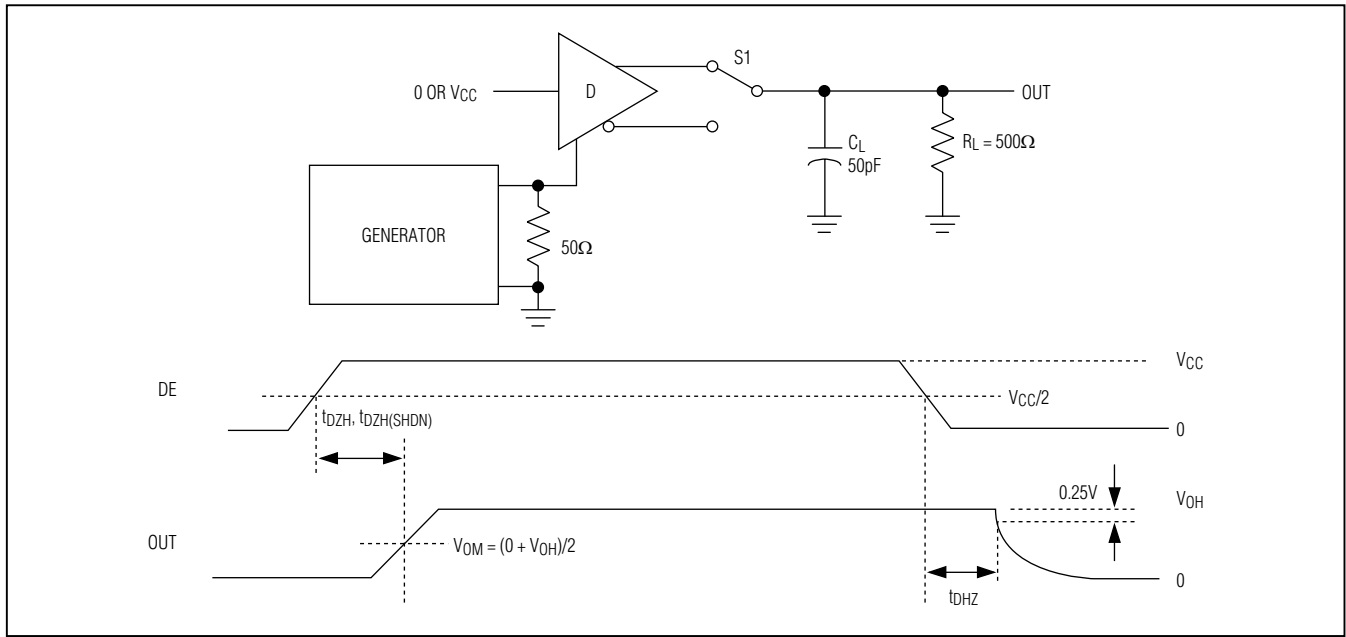 S1
0 OR VCC
D
OUT
CL
50pF
RL = 500Ω
GENERATOR
50Ω
VCC
DE
VCC/2
tDZH, tDZH(SHDN)
0
0.25V
VOH
OUT
VOM = (0 + VOH)/2
0
tDHZ